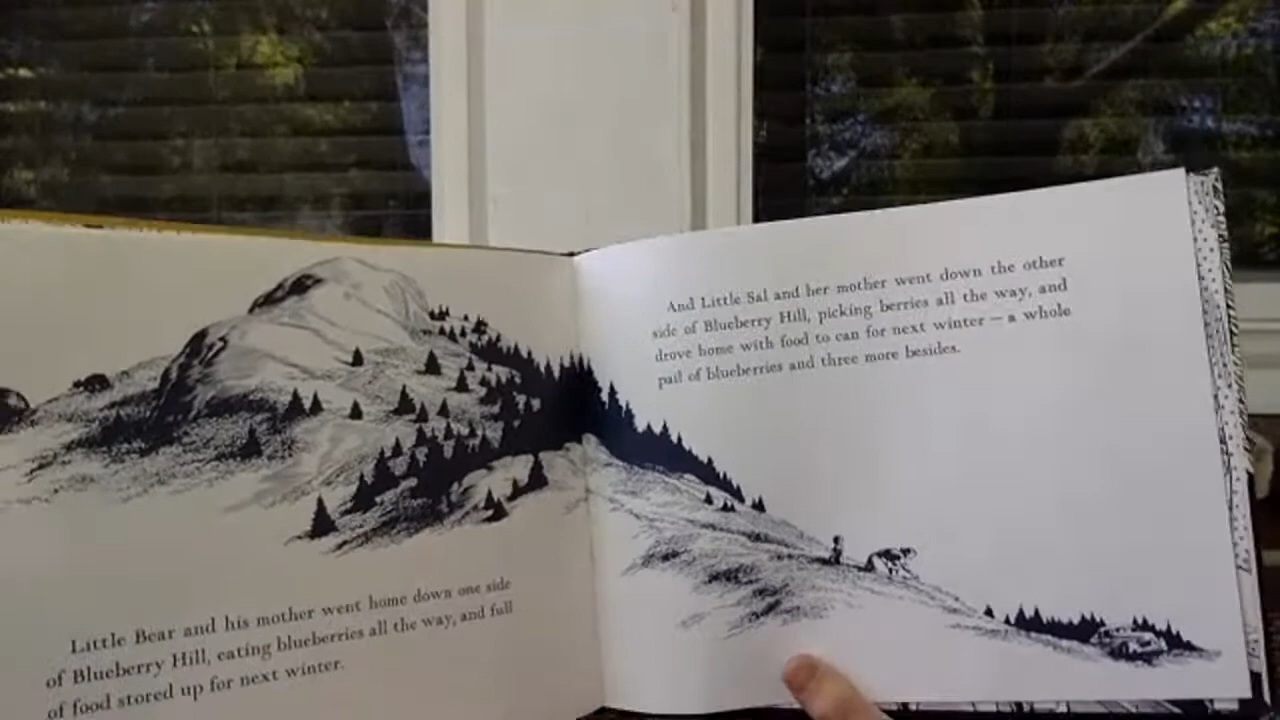 Little Bear and his mother went home down one side
of Blueberry Hill, eating blueberries all the way, and full
of food stored up for next winter.
And Little Sal and her mother went down the other
side of Blueberry Hill, picking berries all the way, and
drove home with food to can for next winter — a whole
pail of blueberries and three more besides.